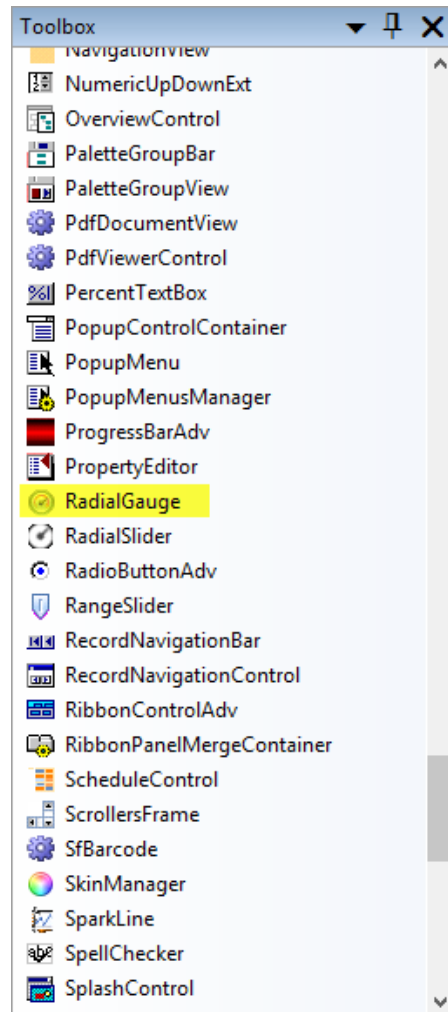 Toolbox
NavigationView
NumericUpDownExt
OverviewControl
PaletteGroupBar
PaletteGroupView
PdfDocumentView
PdfViewerControl
PercentTextBox
PopupControlContainer
PopupMenu
PopupMenusManager
ProgressBarAdv
PropertyEditor
RadialGauge
RadialSlider
RadioButtonAdv
RangeSlider
RecordNavigationBar
RecordNavigationControl
RibbonControlAdv
RibbonPanelMergeContainer
ScheduleControl
ScrollersFrame
SfBarcode
SkinManager
SparkLine
SpellChecker
SplashControl